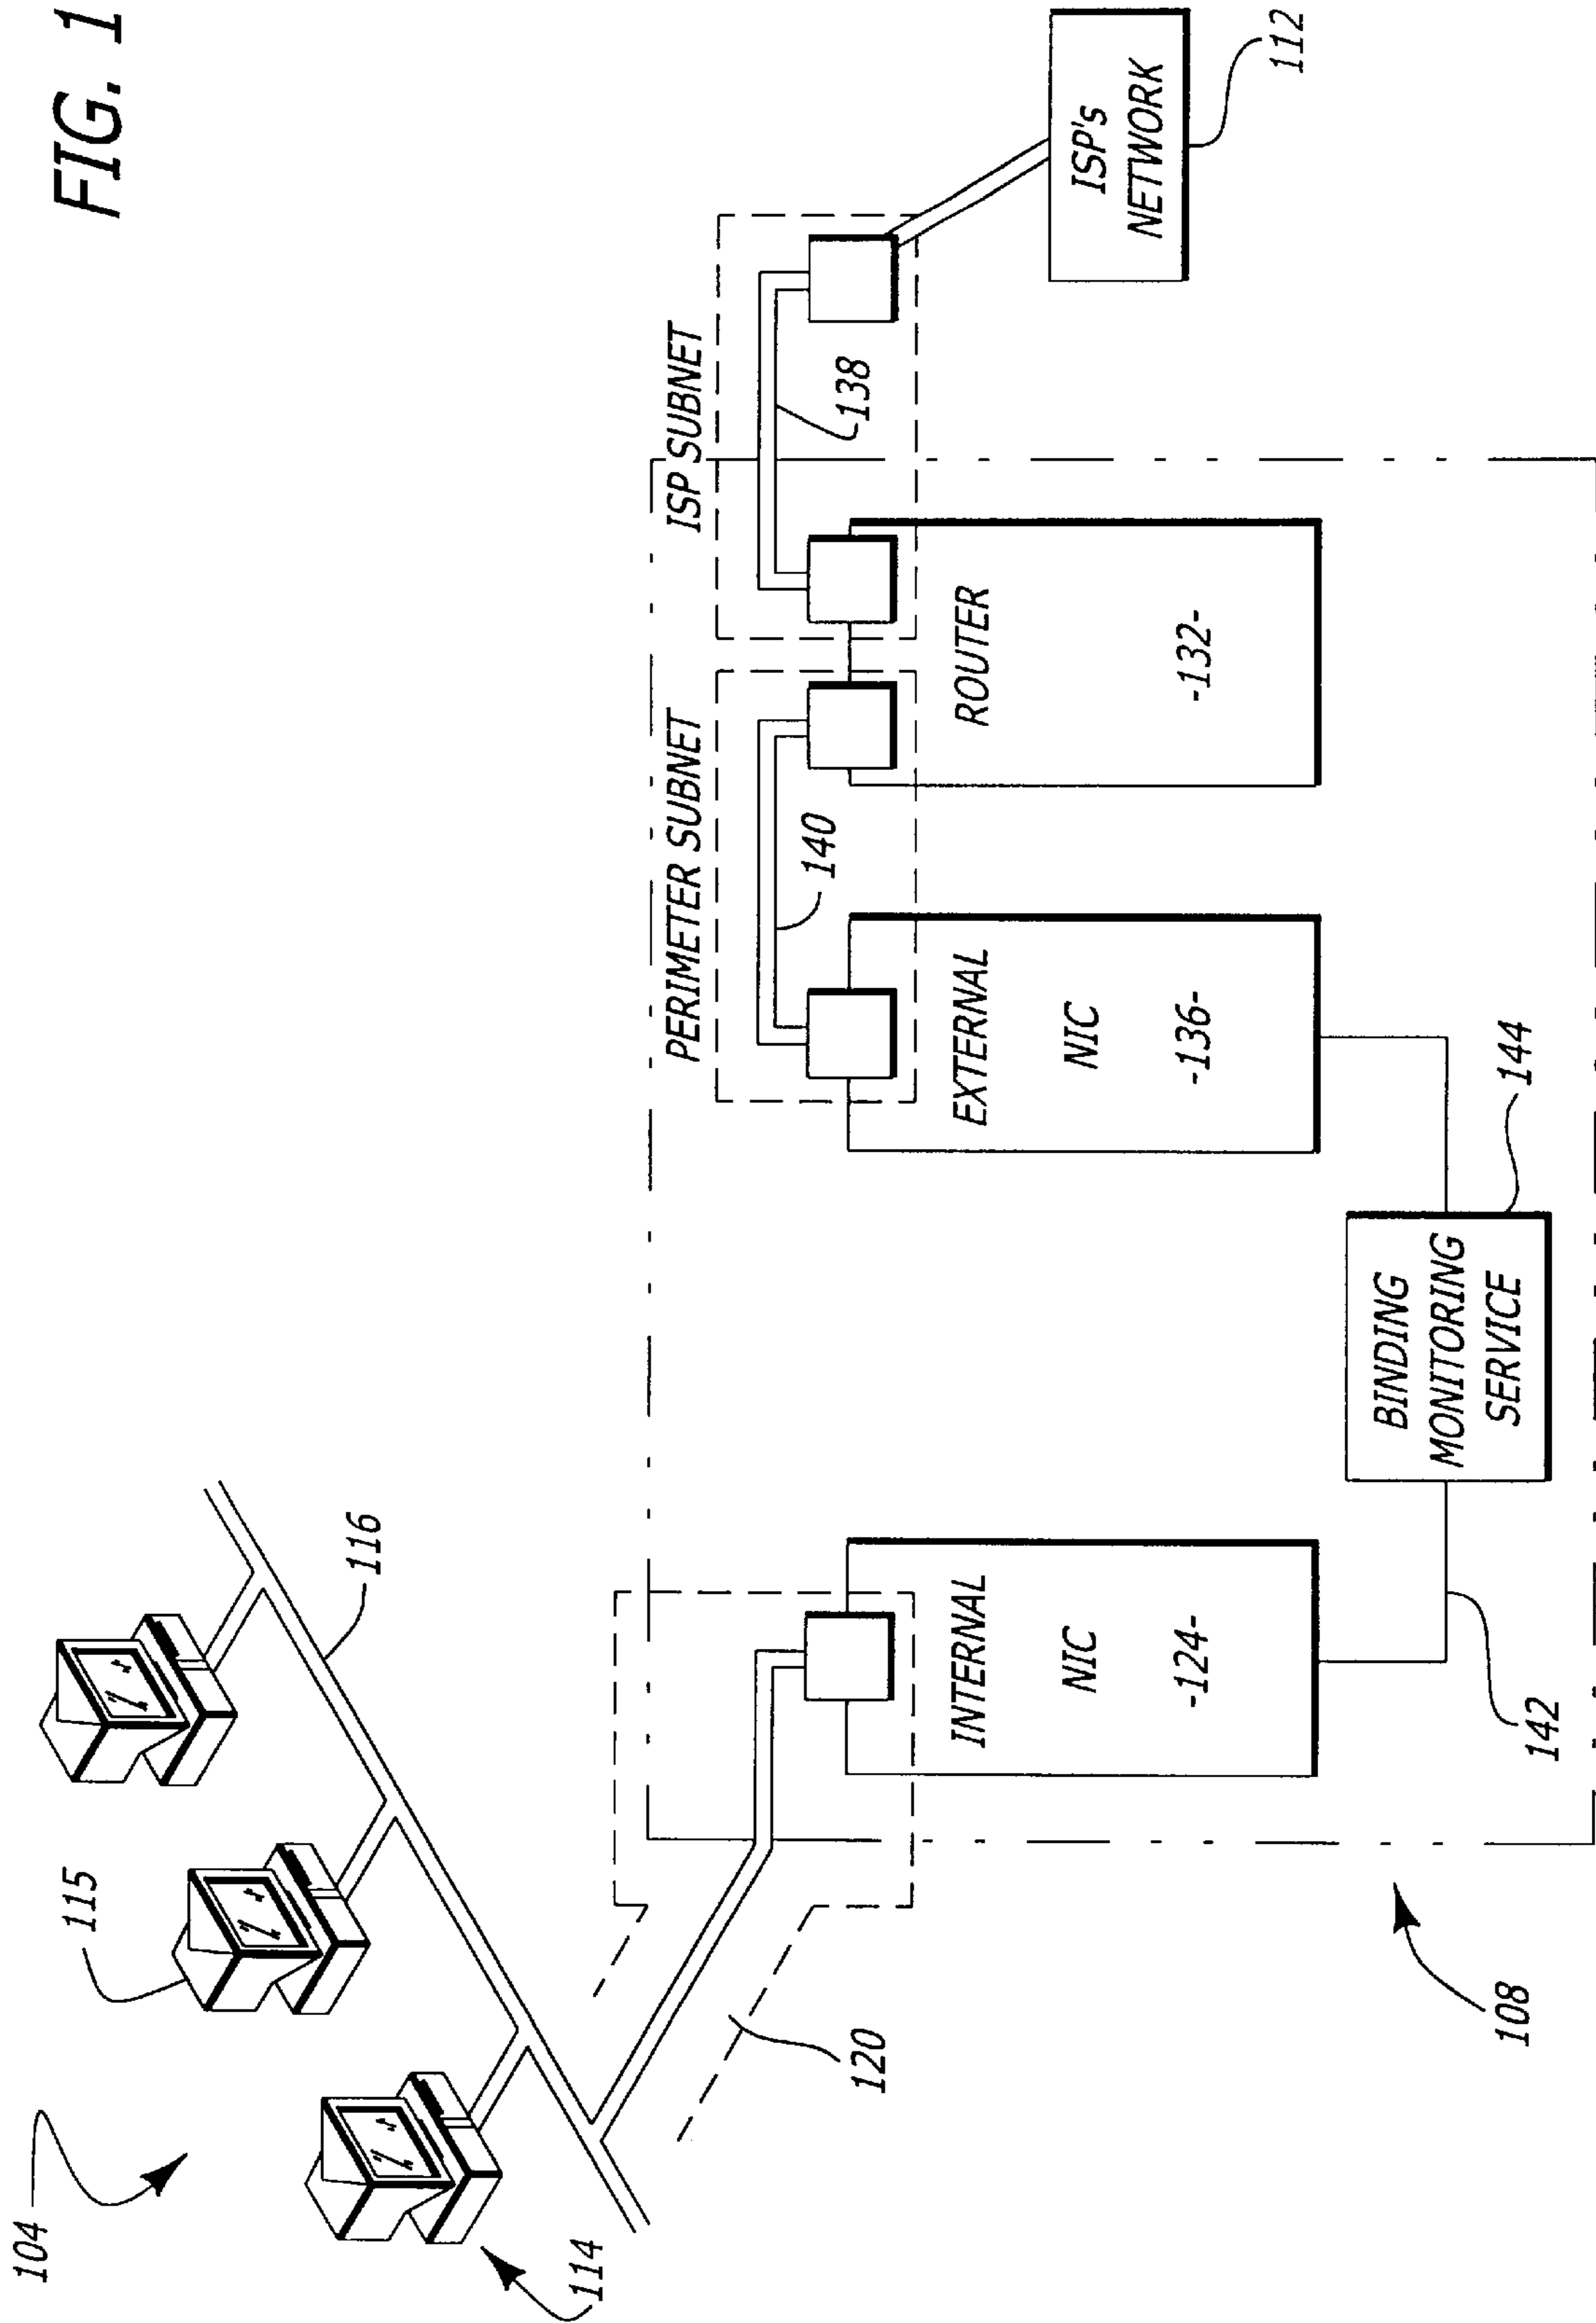 FIG. 1
104
114
115
116
120
108
ISP SUBNET
PERIMETER SUBNET
138
140
INTERNAL
NIC
-124-
EXTERNAL
NIC
-136-
ROUTER
-132-
ISP's
NETWORK
112
142
BINDING
MONITORING
SERVICE
144